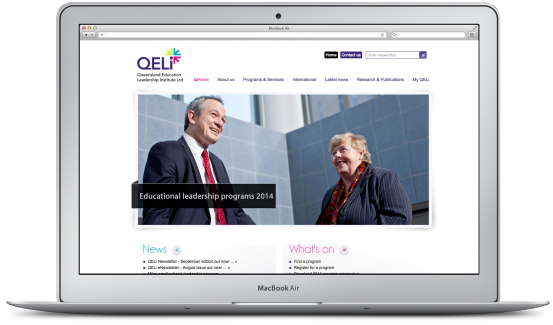 Macbook Air
QELi
Queensland Education
Leadership Institute Ltd
Home
Contact us
Enter keyword(s)
Home
About us
Programs & Services
International
Latest news
Research & Publications
My QELi
Educational leadership programs 2014
News
QELi Newsletter - September edition out now! ... »
QELi eNewsletter - August issue out now! ... »
What's on
Find a program
Register for a program
MacBook Air